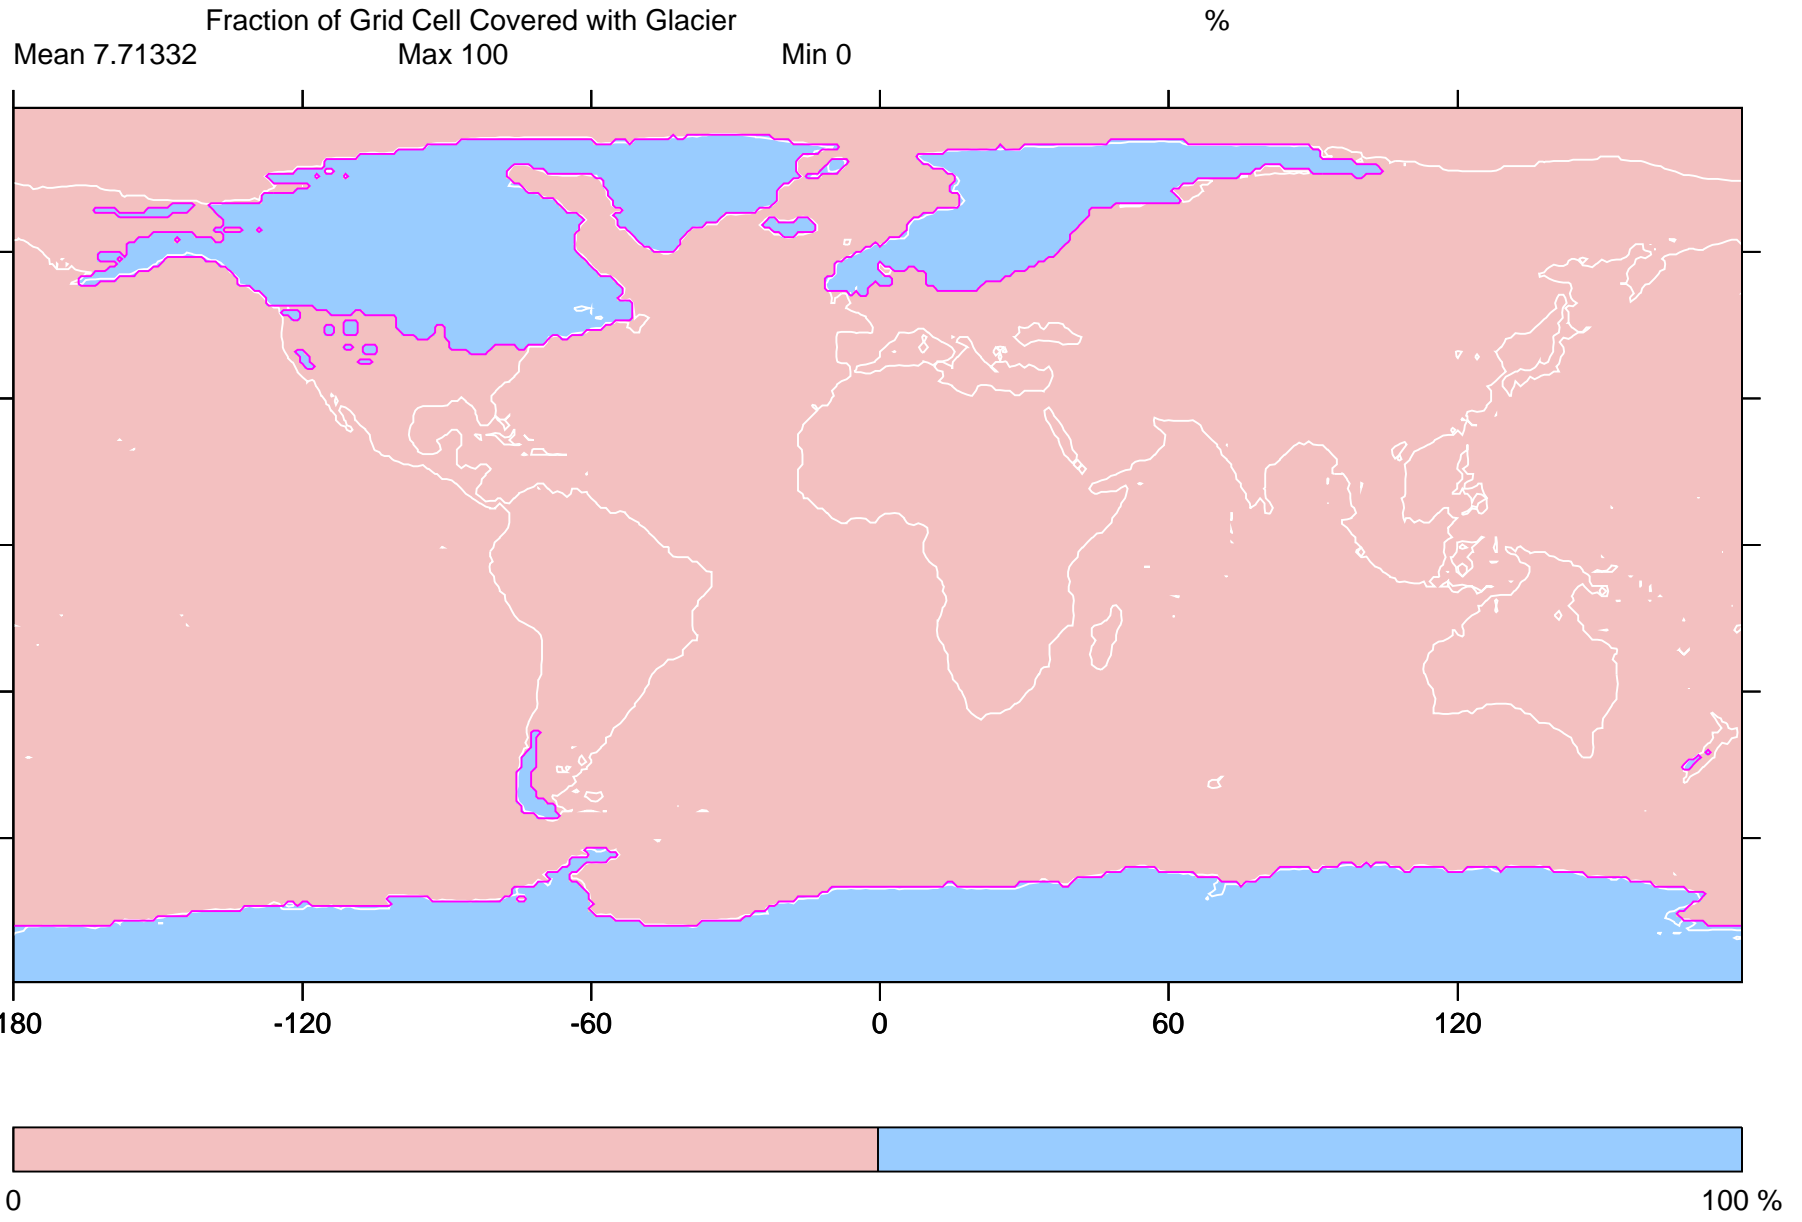 Fraction of Grid Cell Covered with Glacier %
Mean 7.71332 Max 100 Min 0
180 -120 -60 0 60 120
0 100 %